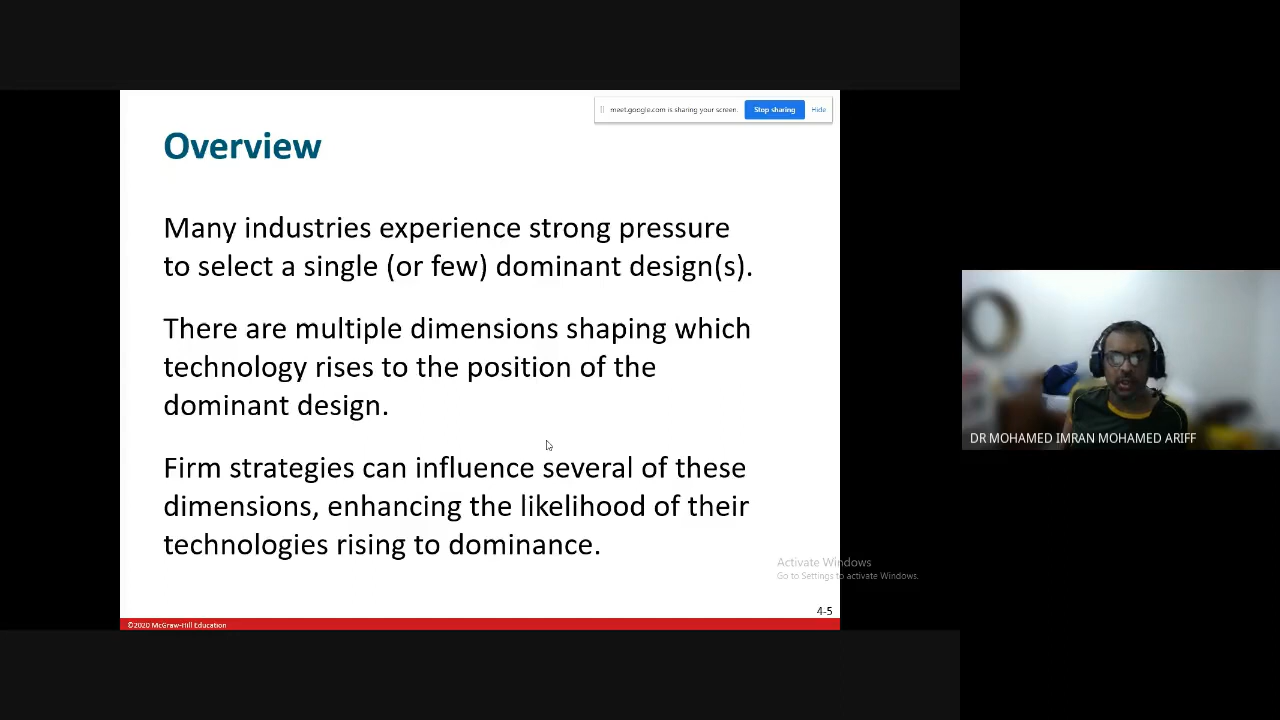 meet.google.com is sharing your screen.
Stop sharing
Hide
Overview
Many industries experience strong pressure
to select a single (or few) dominant design(s).
There are multiple dimensions shaping which
technology rises to the position of the
dominant design.
Firm strategies can influence several of these
dimensions, enhancing the likelihood of their
technologies rising to dominance.
DR MOHAMED IMRAN MOHAMED ARIFF
Activate Windows
Go to Settings to activate Windows.
4-5
©2020 McGraw-Hill Education